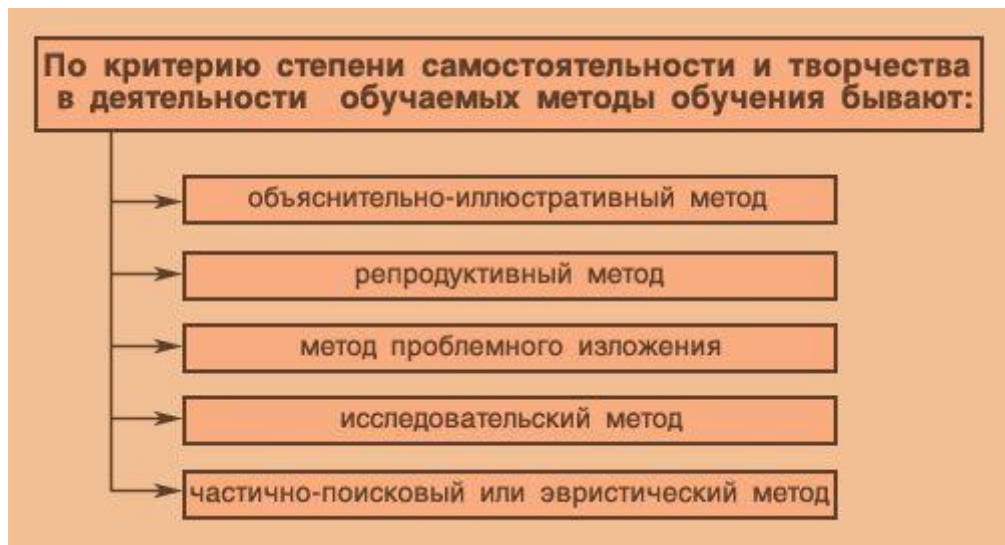 По критерию степени самостоятельности и творчества
в деятельности обучаемых методы обучения бывают:
объяснительно-иллюстративный метод
репродуктивный метод
метод проблемного изложения
исследовательский метод
частично-поисковый или эвристический метод